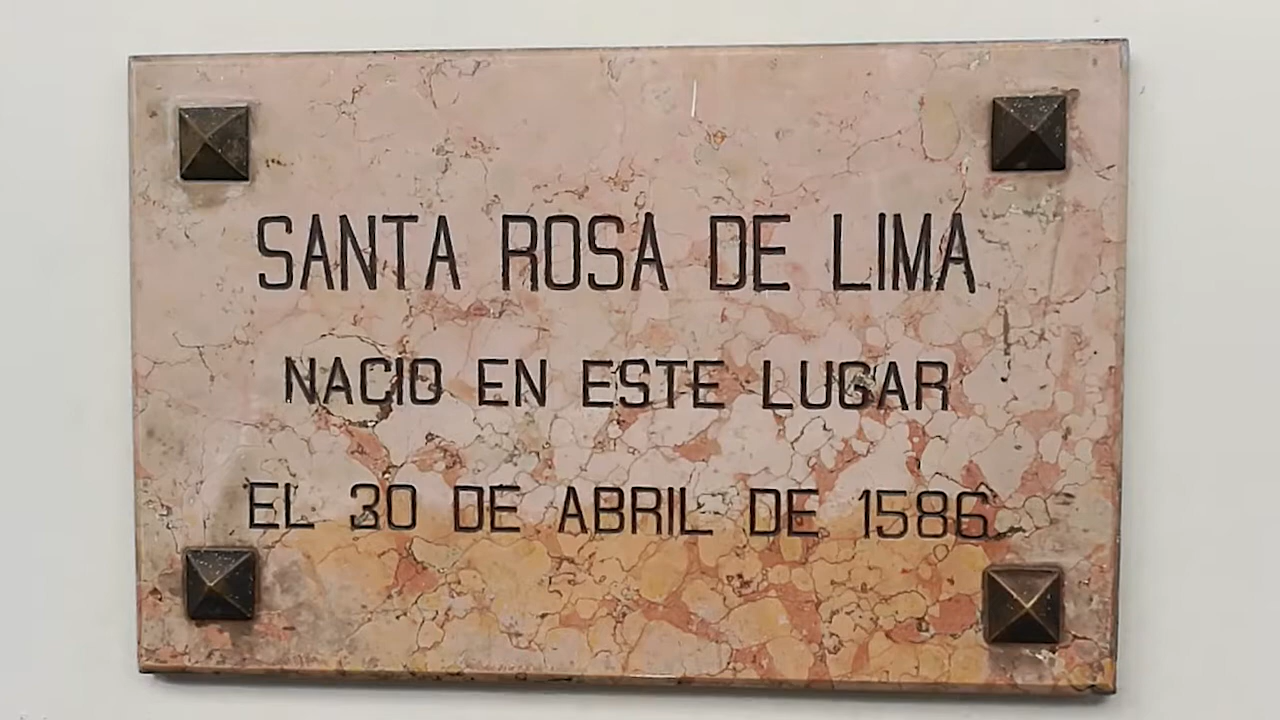 SANTA ROSA DE LIMA
NACIO EN ESTE LUGAR
EL 30 DE ABRIL DE 1586